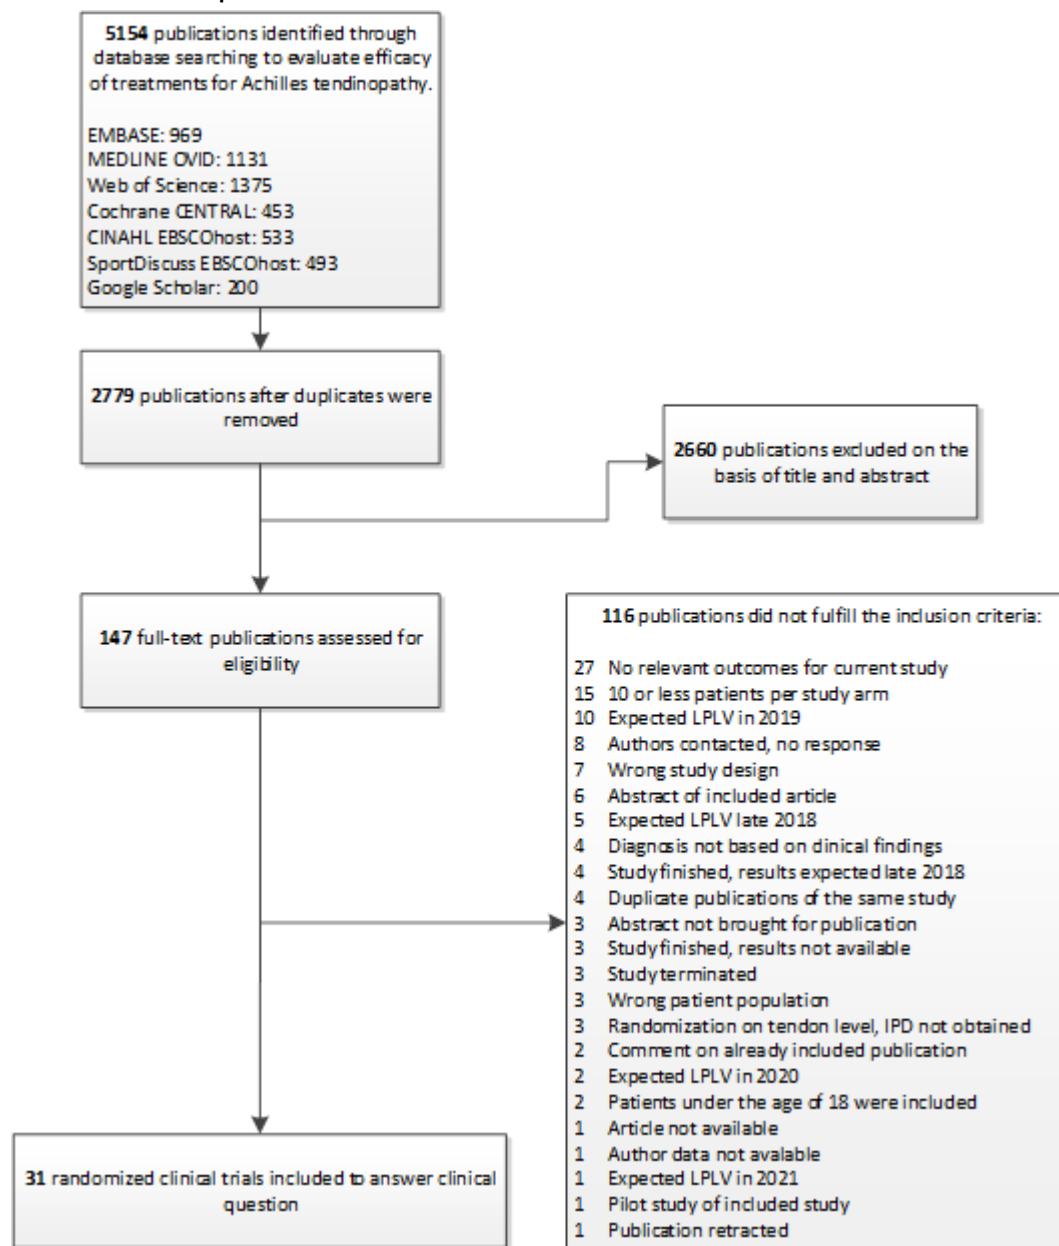 5154 publications identified through
database searching to evaluate efficacy
of treatments for Achilles tendinopathy.
EMBASE: 969
MEDLINE OVID: 1131
Web of Science: 1375
Cochrane CENTRAL: 453
CINAHL EBSCOhost: 533
SportDiscuss EBSCOhost: 493
Google Scholar: 200
2779 publications after duplicates were
removed
2660 publications excluded on the
basis of title and abstract
147 full-text publications assessed for
eligibility
116 publications did not fulfill the inclusion criteria:
27 No relevant outcomes for current study
15 10 or less patients per study arm
10 Expected LPLV in 2019
8 Authors contacted, no response
7 Wrong study design
6 Abstract of included article
5 Expected LPLV late 2018
4 Diagnosis not based on clinical findings
4 Study finished, results expected late 2018
4 Duplicate publications of the same study
3 Abstract not brought for publication
3 Study finished, results not available
3 Study terminated
3 Wrong patient population
3 Randomization on tendon level, IPD not obtained
2 Comment on already included publication
2 Expected LPLV in 2020
2 Patients under the age of 18 were included
1 Article not available
1 Author data not avalable
1 Expected LPLV in 2021
1 Pilot study of included study
1 Publication retracted
31 randomized clinical trials included to answer clinical
question